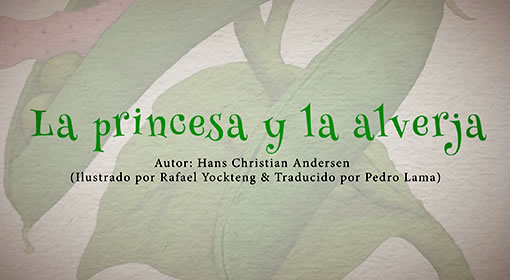 La princesa y la alverja
Autor: Hans Christian Andersen
(Ilustrado por Rafael Yockteng & Traducido por Pedro Lama)